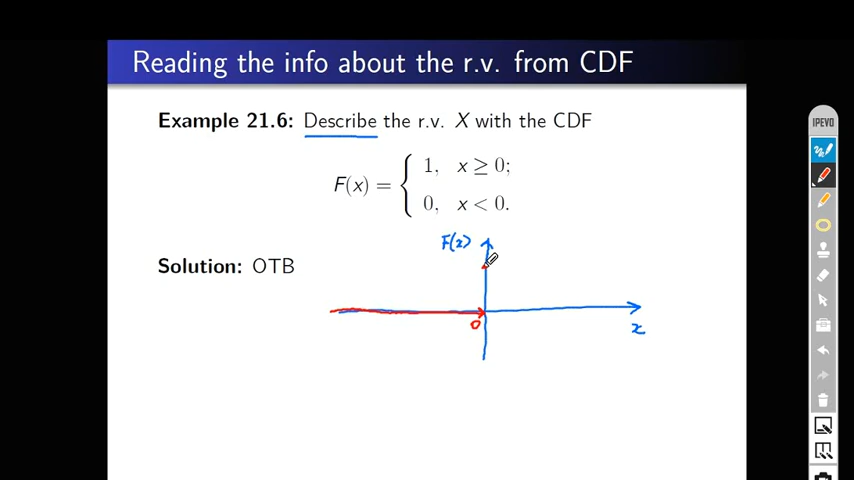 Reading the info about the r.v. from CDF
IPEVO
Example 21.6: Describe the r.v. X with the CDF
F(x) = { 1, x ≥ 0;
0, x < 0.
F(x)
Solution: OTB
0
x